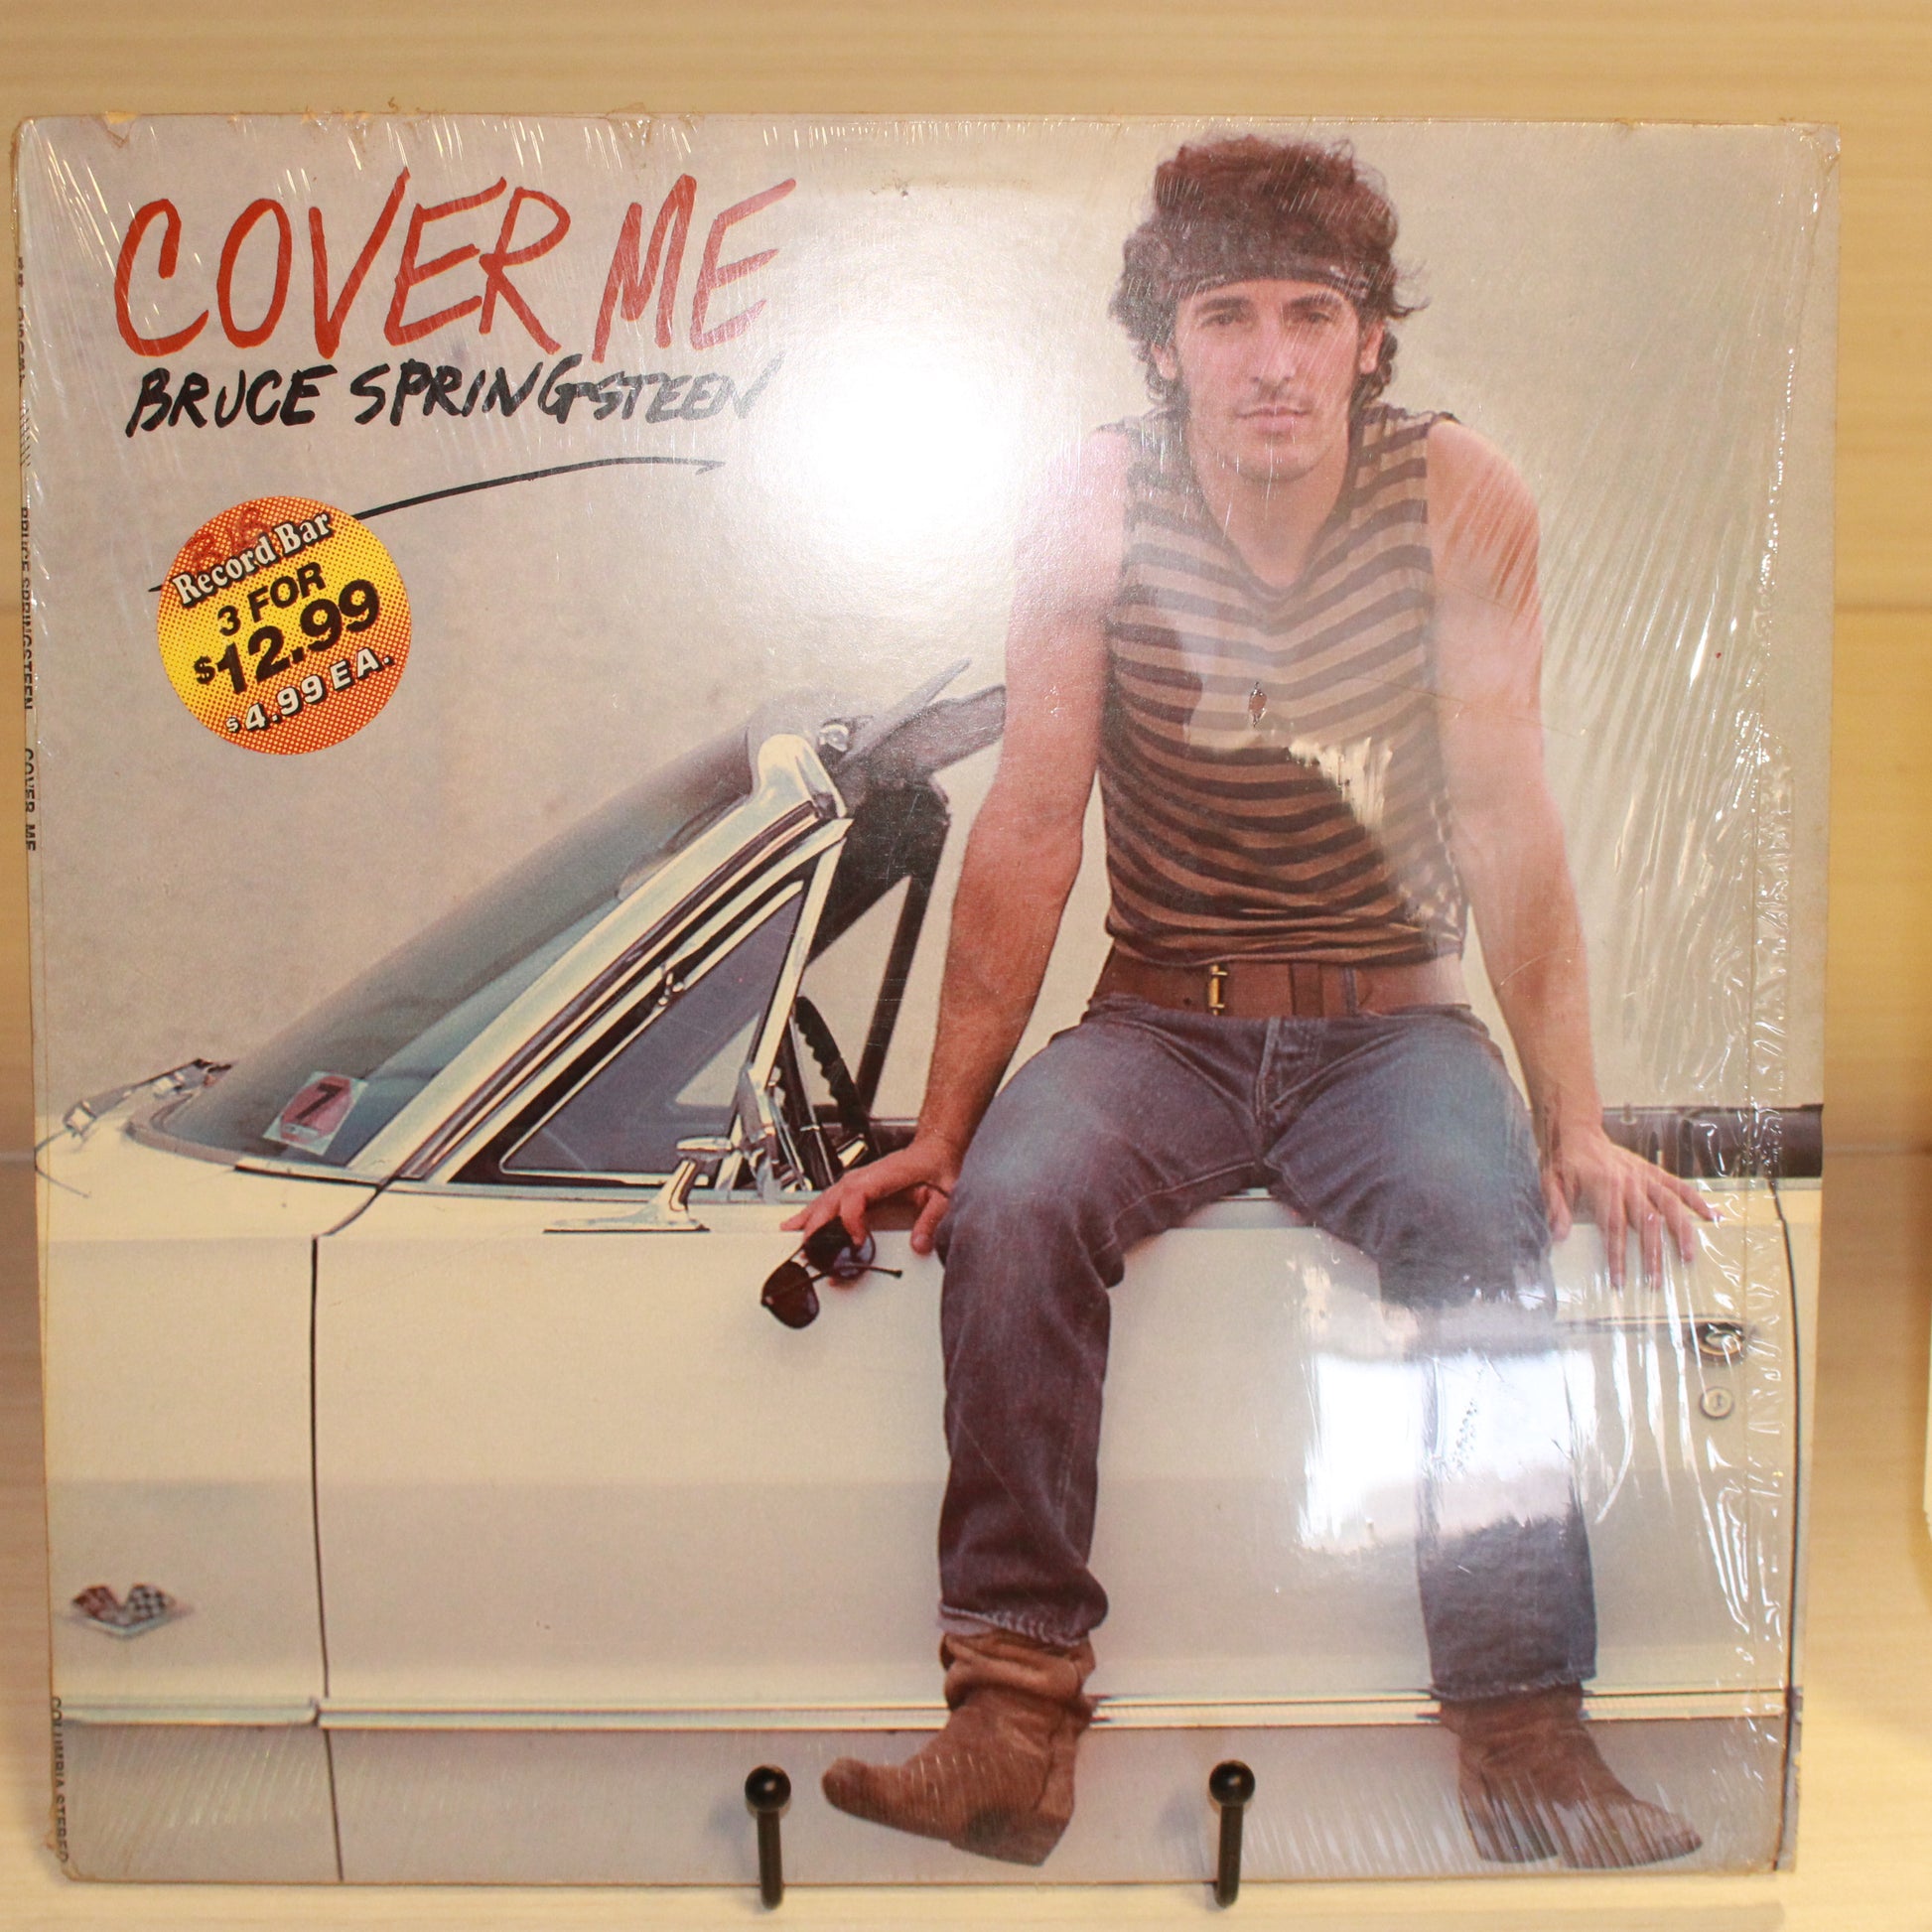 COVER ME
BRUCE SPRINGSTEEN
Record Bar
3 FOR
$12.99
$4.99 EA.
7
BRUCE SPRINGSTEEN COVER ME
COLUMBIA STEREO